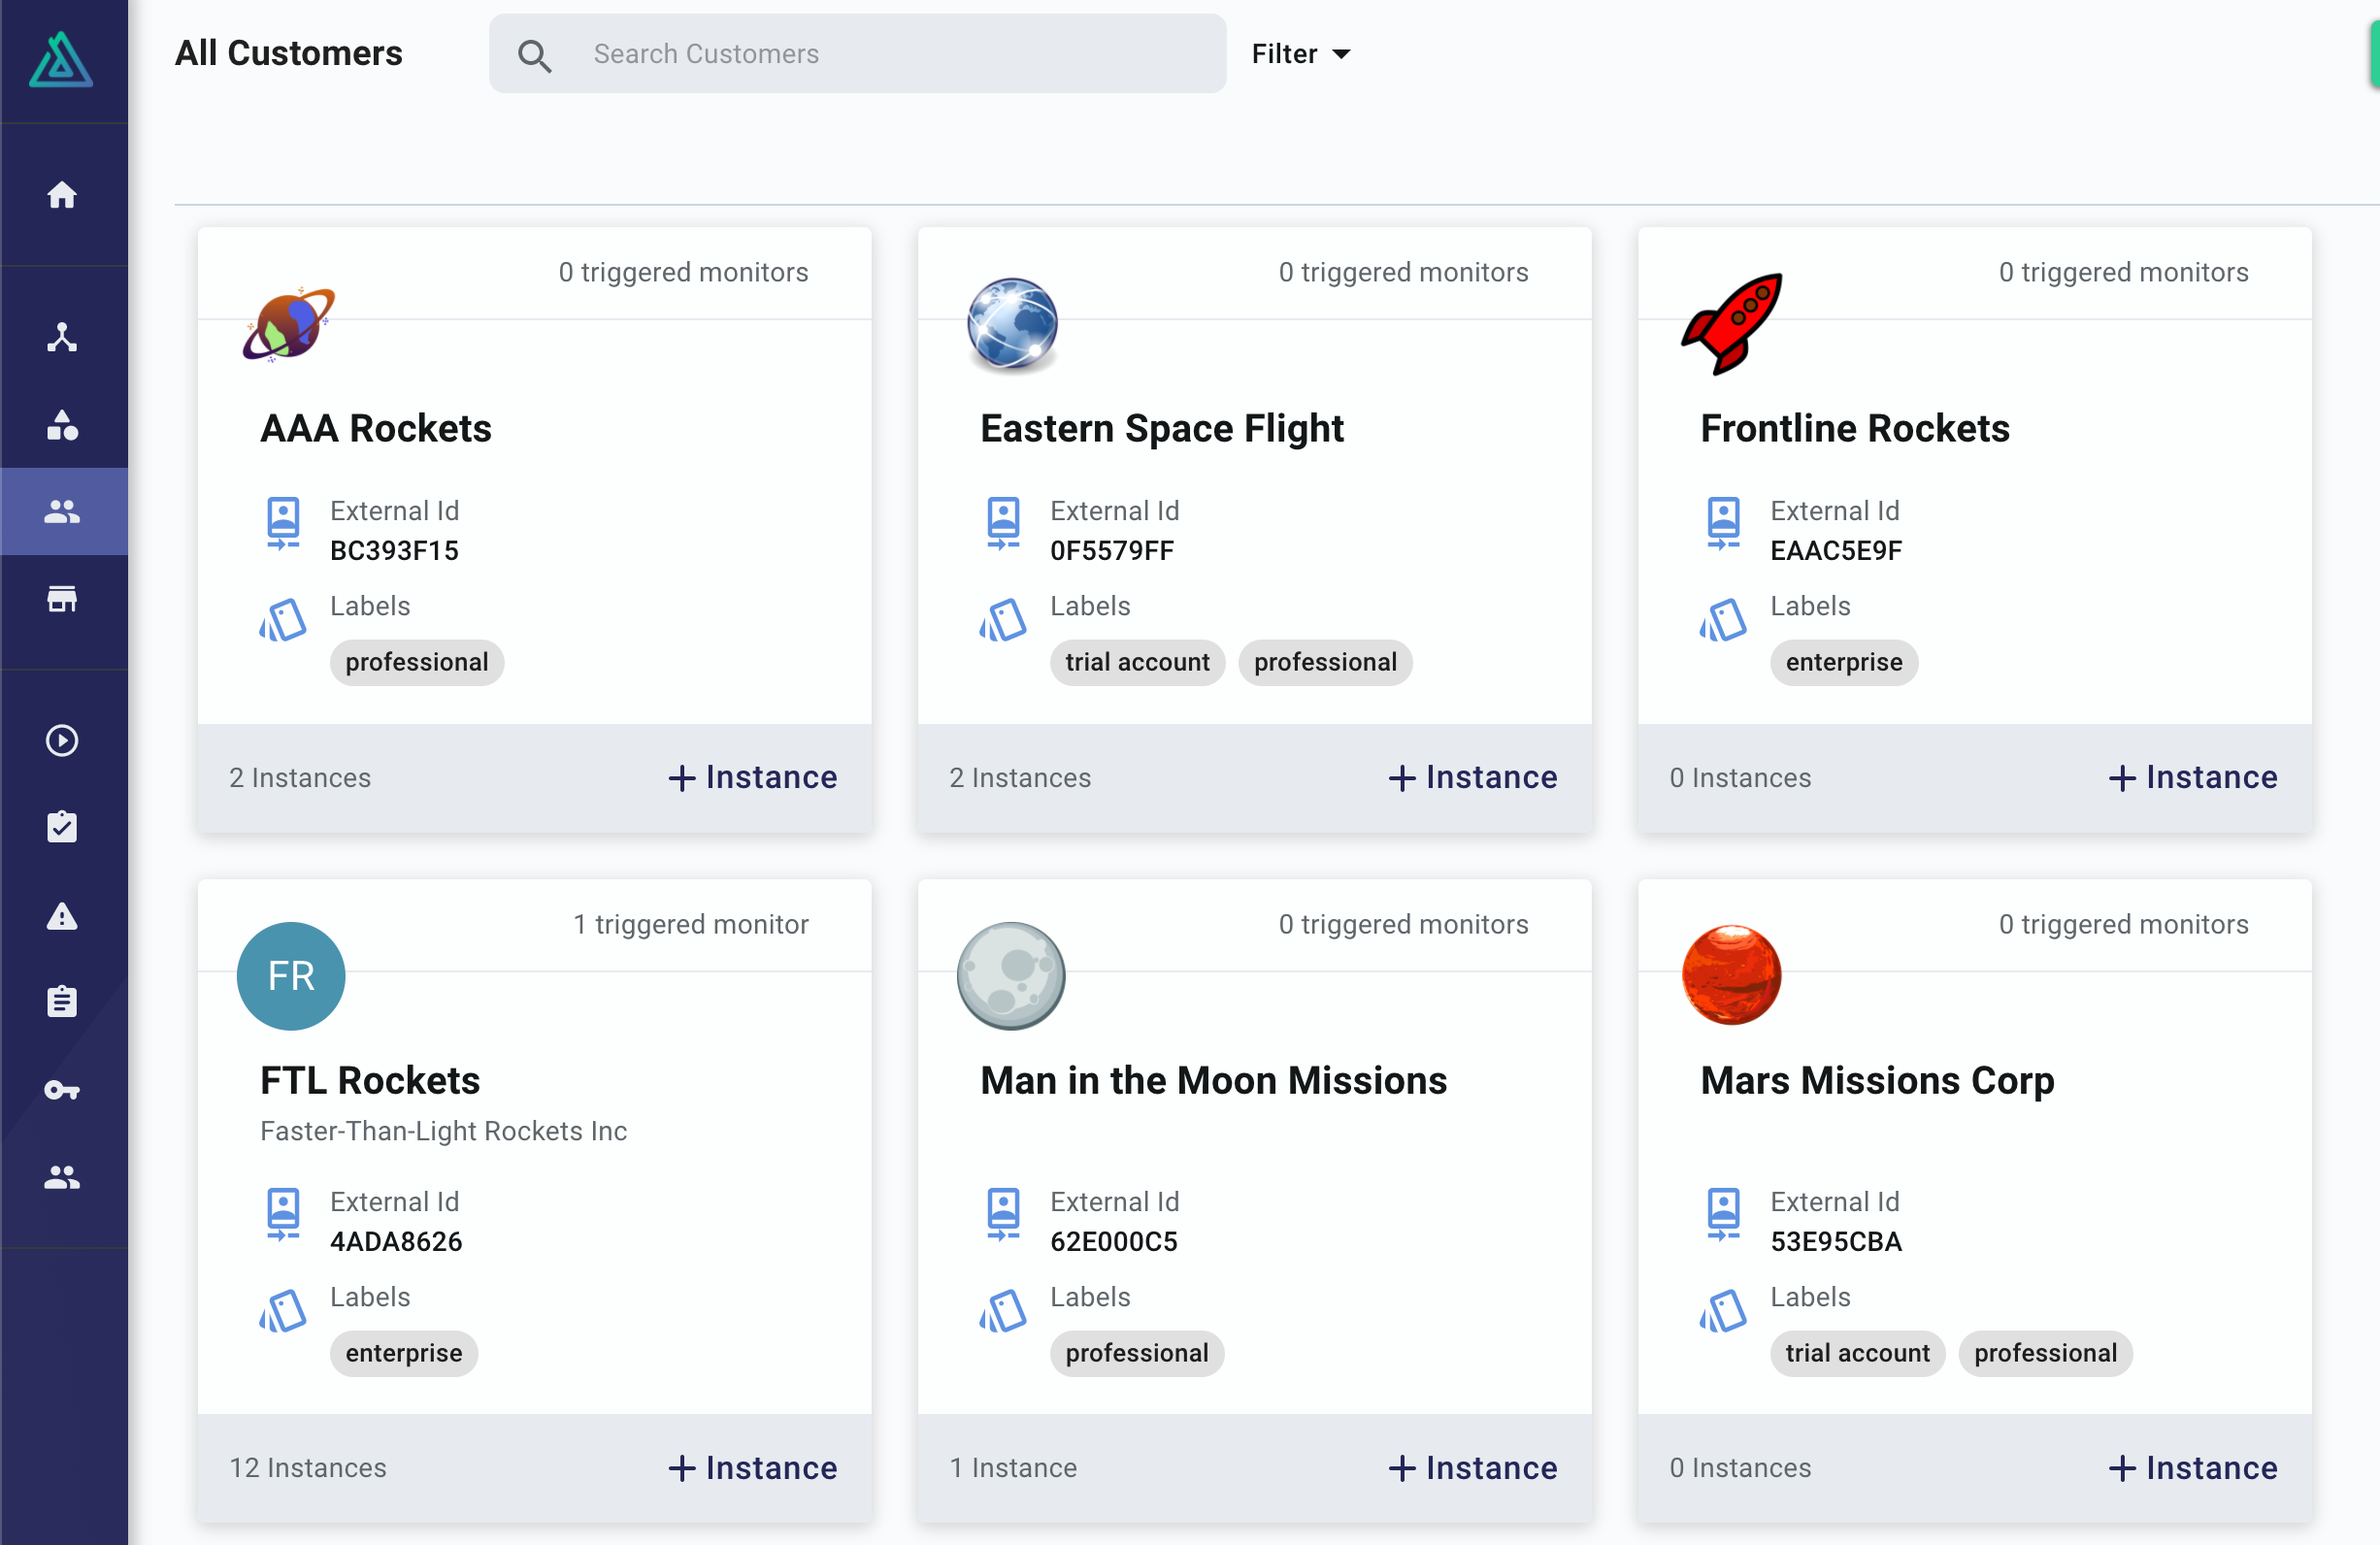 All Customers
Search Customers
Filter
0 triggered monitors
AAA Rockets
External Id
BC393F15
Labels
professional
2 Instances
+ Instance
0 triggered monitors
Eastern Space Flight
External Id
0F5579FF
Labels
trial account professional
2 Instances
+ Instance
0 triggered monitors
Frontline Rockets
External Id
EAAC5E9F
Labels
enterprise
0 Instances
+ Instance
1 triggered monitor
FR
FTL Rockets
Faster-Than-Light Rockets Inc
External Id
4ADA8626
Labels
enterprise
12 Instances
+ Instance
0 triggered monitors
Man in the Moon Missions
External Id
62E000C5
Labels
professional
1 Instance
+ Instance
0 triggered monitors
Mars Missions Corp
External Id
53E95CBA
Labels
trial account professional
0 Instances
+ Instance